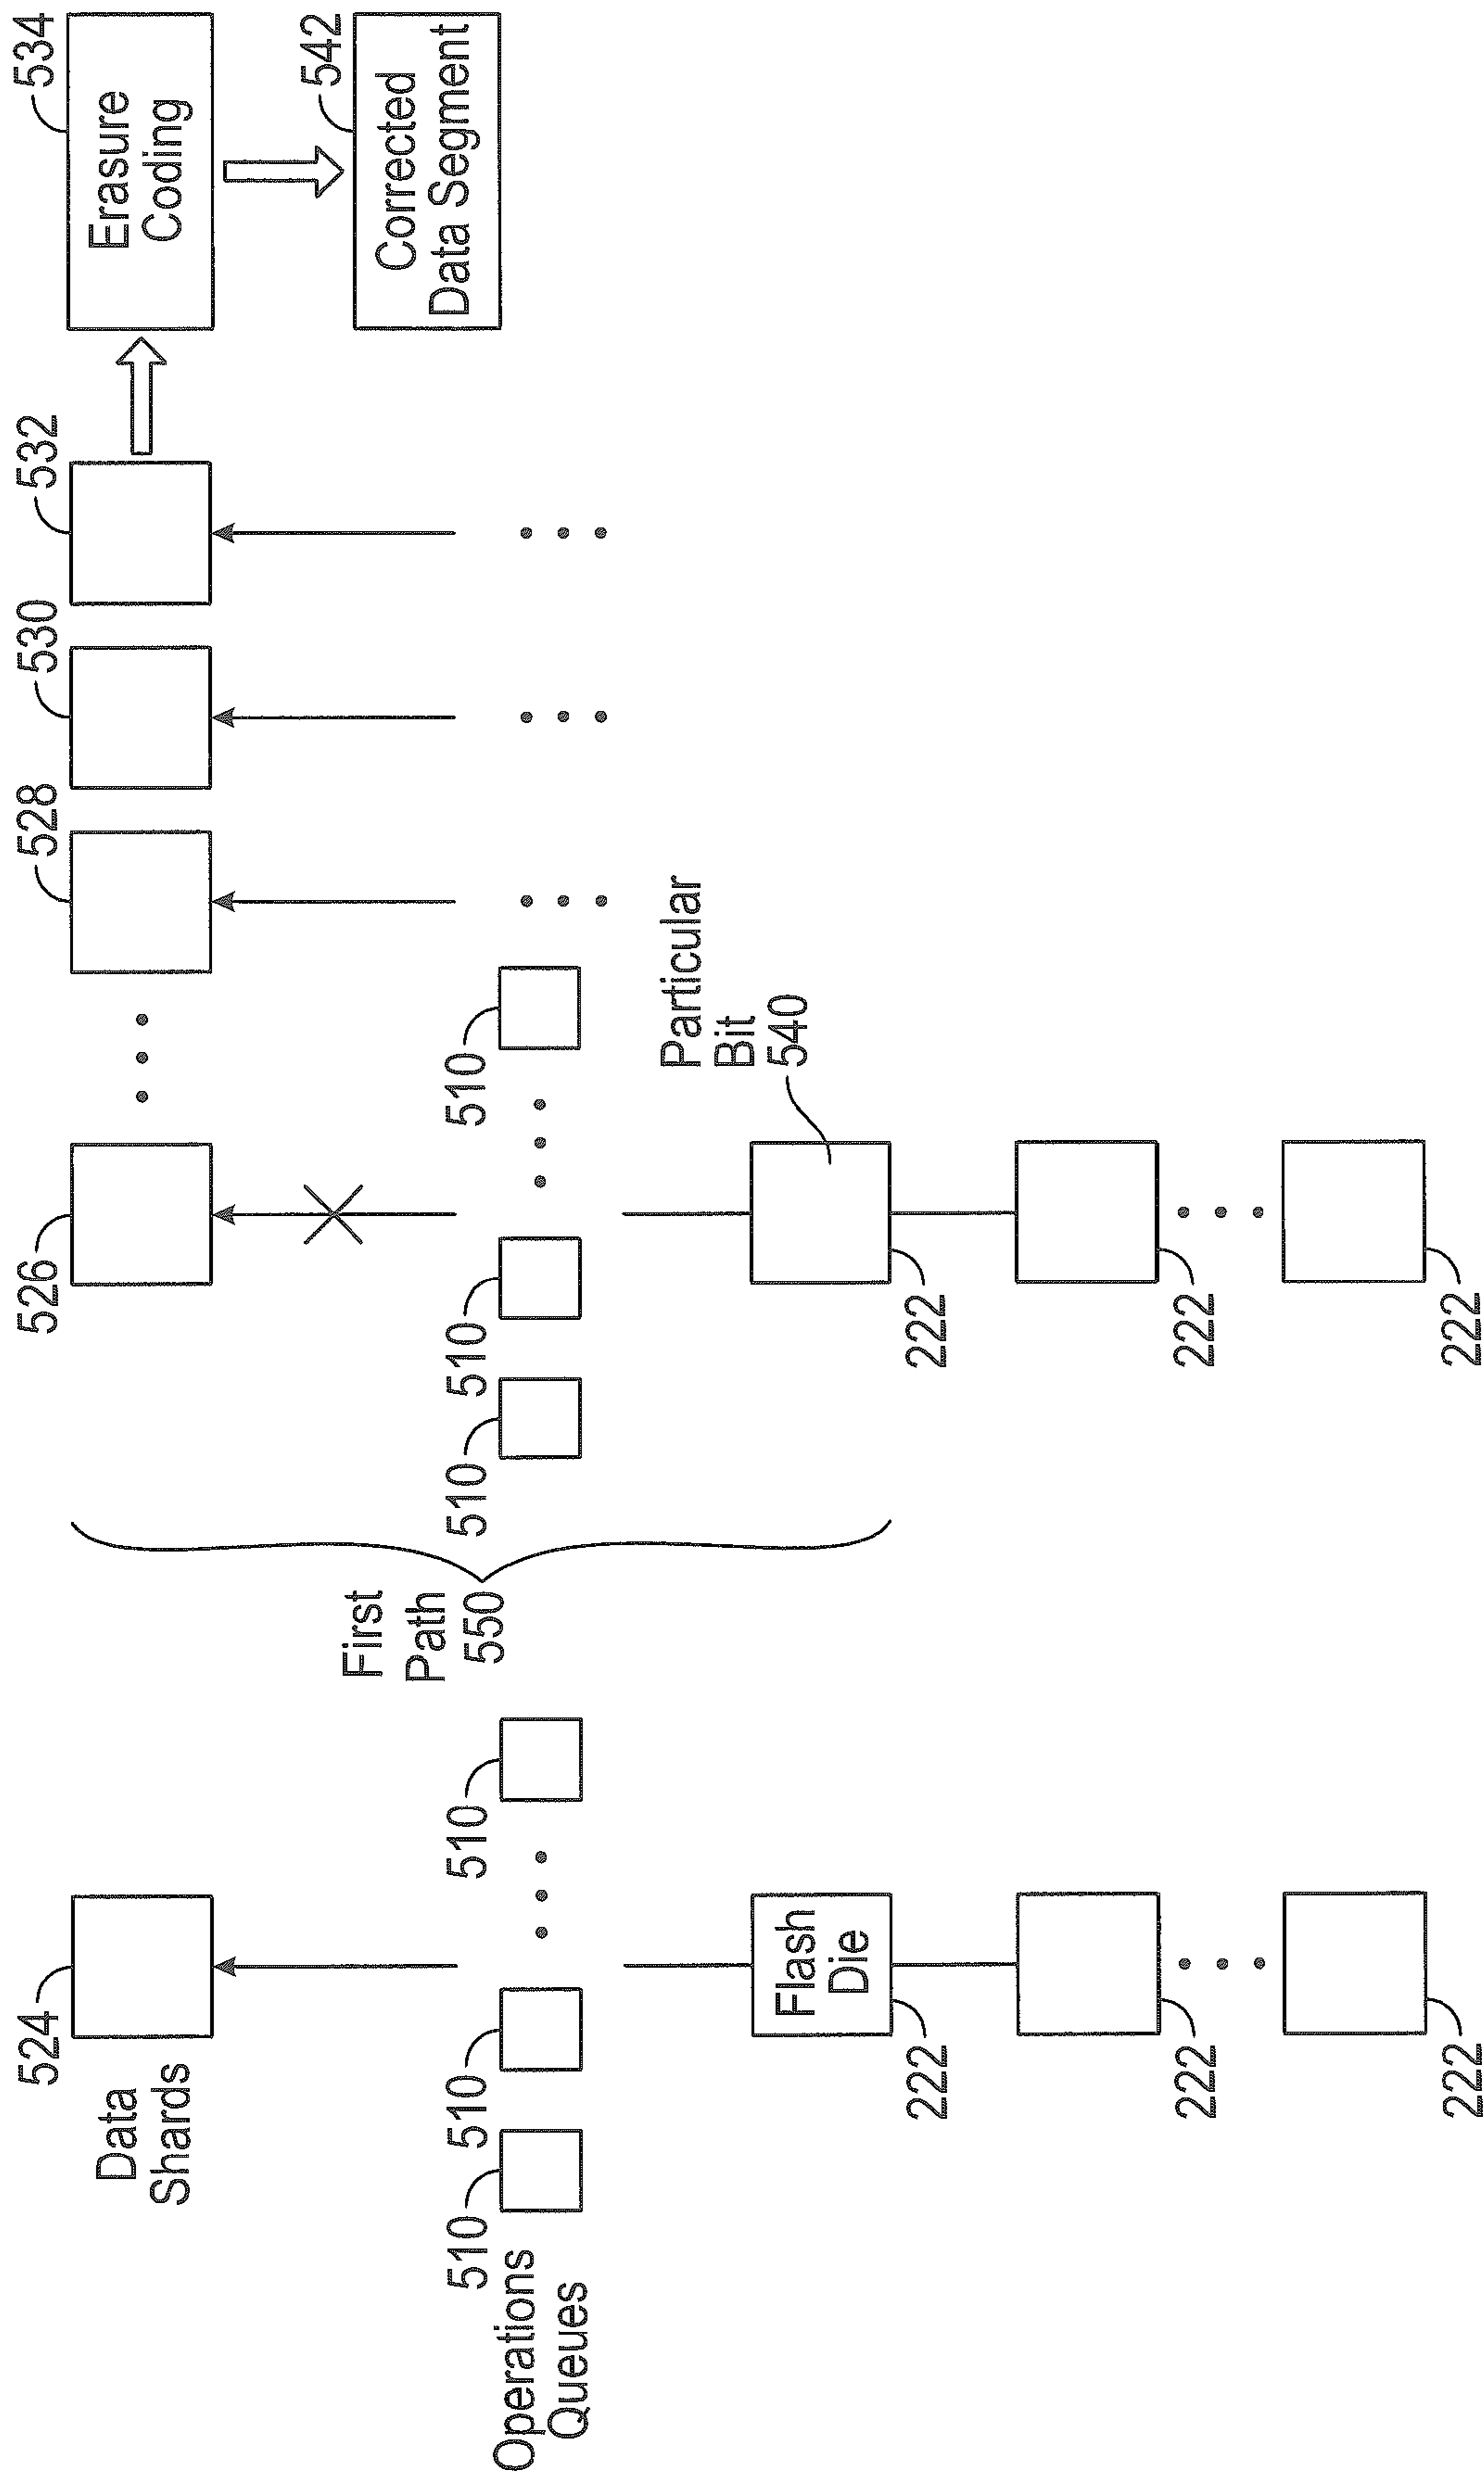 524
526
528
530
532
534
Data
Shards
Erasure
Coding
542
Corrected
Data Segment
First
Path
550
510
510
510
510
510
510
Operations
Queues
Particular
Bit
540
Flash
Die
222
222
222
222
222
222